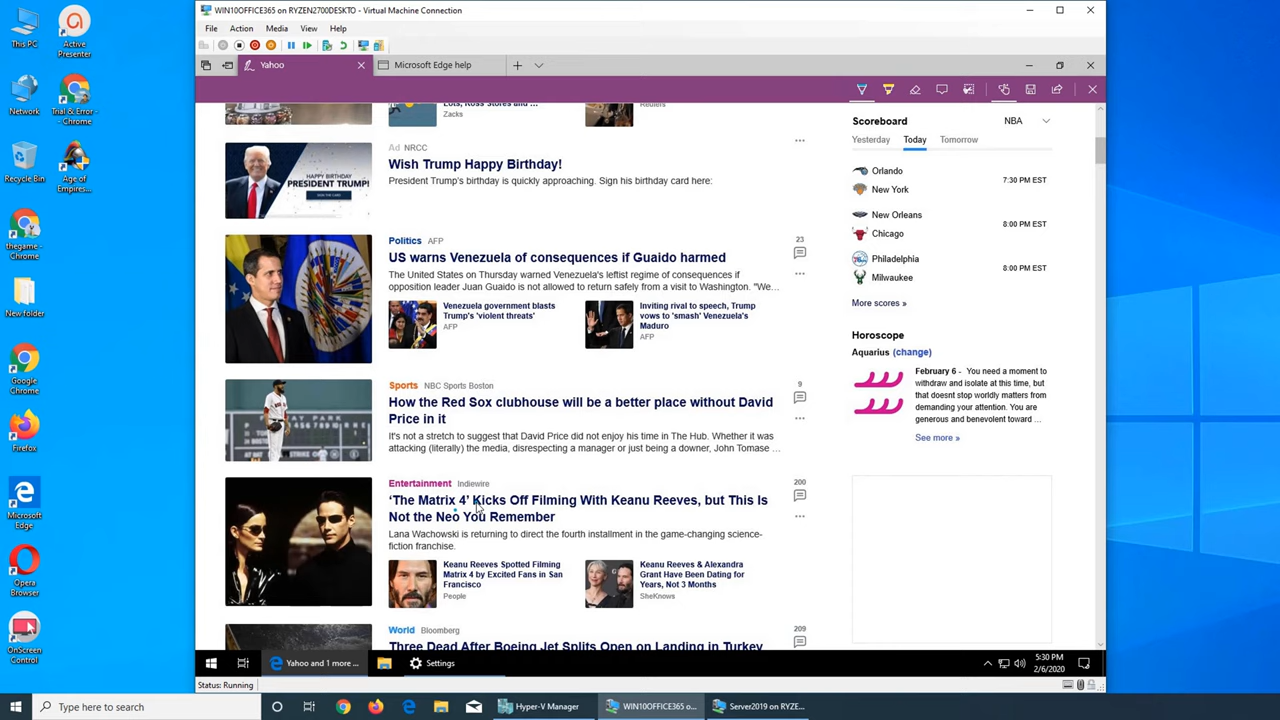 WIN10OFFICE365 on RYZEN2700DESKTO - Virtual Machine Connection
File Action Media View Help
Yahoo
Microsoft Edge help
This PC
Active
Presenter
Network
Trial & Error -
- Chrome
Recycle Bin
Age of
Empires...
thegame -
Chrome
New folder
Google
Chrome
Firefox
Microsoft
Edge
Opera
Browser
OnScreen
Control
Lots, Ross Stores and ...
Zacks
Reuters
Ad NRCC
Wish Trump Happy Birthday!
President Trump's birthday is quickly approaching. Sign his birthday card here:
HAPPY BIRTHDAY
PRESIDENT TRUMP!
Politics AFP
23
US warns Venezuela of consequences if Guaido harmed
The United States on Thursday warned Venezuela's leftist regime of consequences if
opposition leader Juan Guaido is not allowed to return safely from a visit to Washington. "We...
Venezuela government blasts
Trump's 'violent threats'
AFP
Inviting rival to speech, Trump
vows to 'smash' Venezuela's
Maduro
AFP
Sports NBC Sports Boston
9
How the Red Sox clubhouse will be a better place without David
Price in it
It's not a stretch to suggest that David Price did not enjoy his time in The Hub. Whether it was
attacking (literally) the media, disrespecting a manager or just being a downer, John Tomase ...
Entertainment Indiewire
200
'The Matrix 4' Kicks Off Filming With Keanu Reeves, but This Is
Not the Neo You Remember
Lana Wachowski is returning to direct the fourth installment in the game-changing science-
fiction franchise.
Keanu Reeves Spotted Filming
Matrix 4 by Excited Fans in San
Francisco
People
Keanu Reeves & Alexandra
Grant Have Been Dating for
Years, Not 3 Months
SheKnows
World Bloomberg
209
Three Dead After Boeing Jet Splits Open on Landing in Turkey
Scoreboard
NBA
Yesterday Today Tomorrow
Orlando
New York
7:30 PM EST
New Orleans
Chicago
8:00 PM EST
Philadelphia
Milwaukee
8:00 PM EST
More scores »
Horoscope
Aquarius (change)
February 6 - You need a moment to
withdraw and isolate at this time, but
that doesnt stop worldly matters from
demanding your attention. You are
generous and benevolent toward ...
See more »
Yahoo and 1 more ...
Settings
5:30 PM
2/6/2020
Status: Running
Type here to search
Hyper-V Manager
WIN10OFFICE365 o...
Server2019 on RYZE...